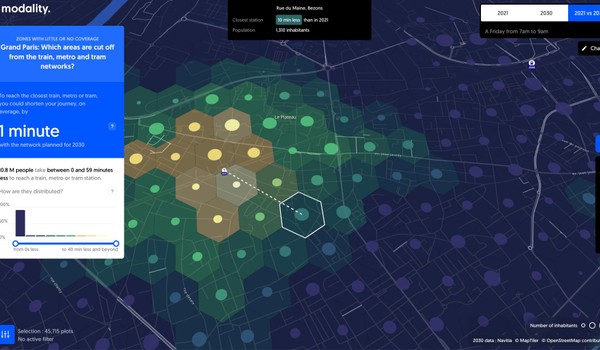 modality.
ZONES WITH LITTLE OR NO COVERAGE
Grand Paris: Which areas are cut off
from the train, metro and tram
networks?
To reach the closest train, metro or tram,
you could shorten your journey, on
average, by
1 minute
?
with the network planned for 2030
10.8 M people take between 0 and 59 minutes
less to reach a train, metro or tram station.
How are they distributed?
?
0%
from 0s less
to 40 min less and beyond
Selection : 45,715 plots
No active filter
Rue du Maine, Bezons
Closest station
10 min less than in 2021
Population
1,310 inhabitants
Le Plateau
2021
2030
2021 vs 20
A Friday from 7am to 9am
Cha
Number of inhabitants
2030 data : Navitia © MapTiler © OpenStreetMap contribu